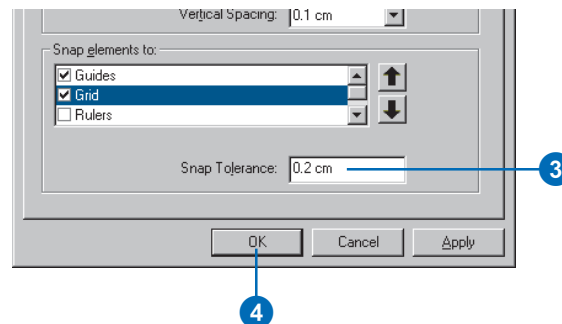 Vertical Spacing: 0.1 cm
Snap elements to:
Guides
Grid
Rulers
Snap Tolerance: 0.2 cm
3
OK Cancel Apply
4